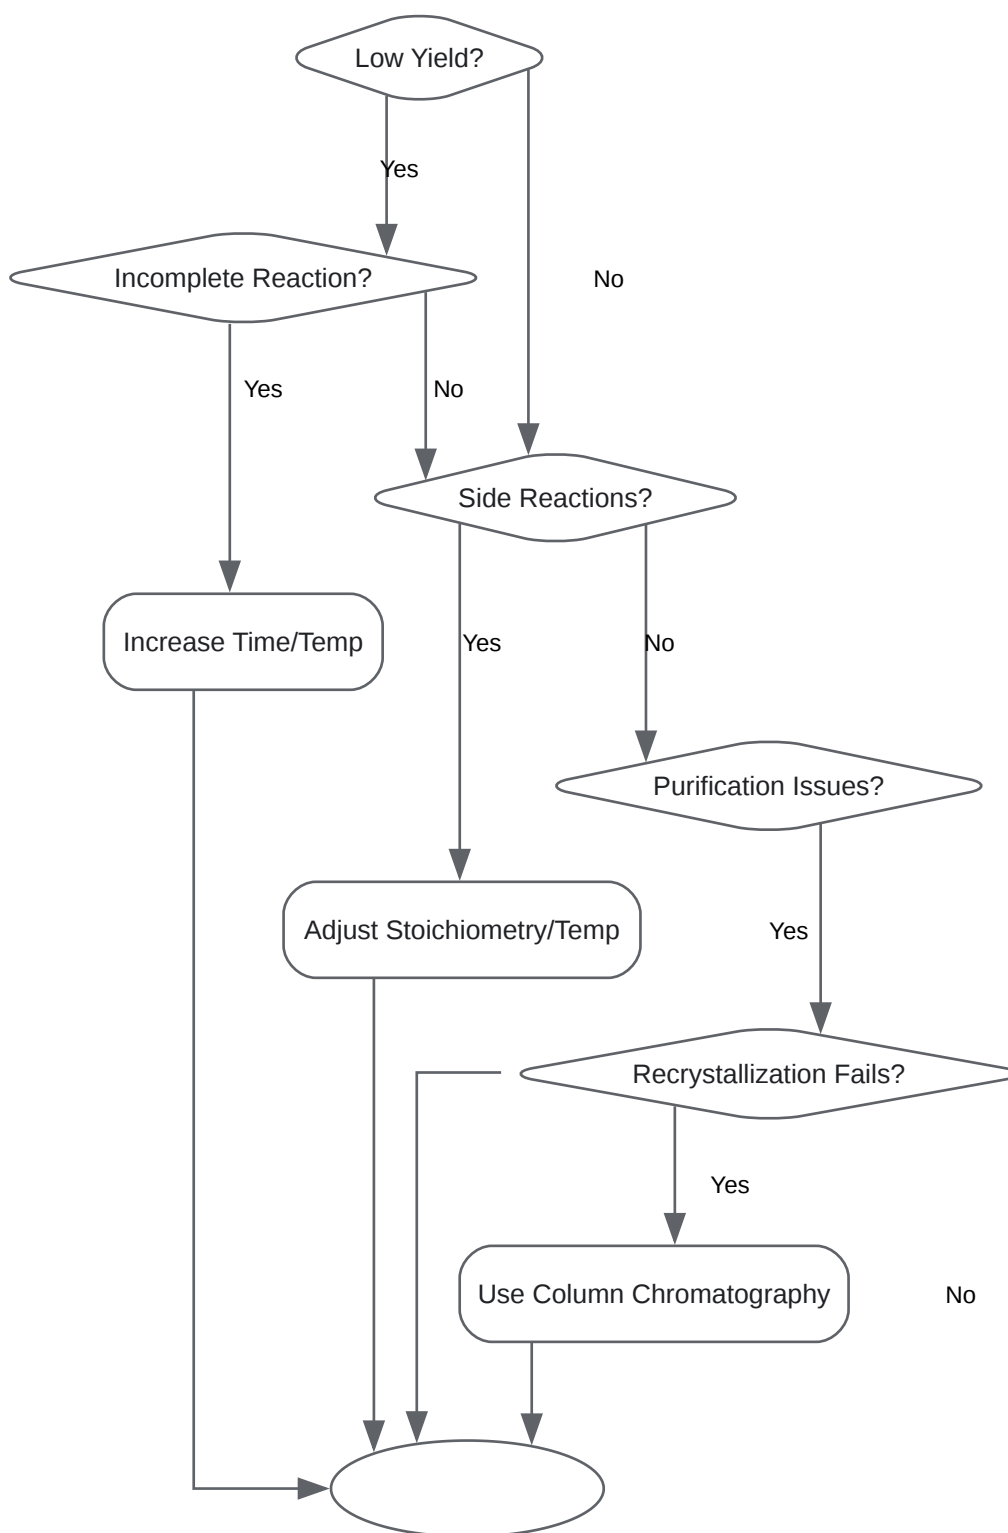 Low Yield?
Yes
Incomplete Reaction?
No
Yes
No
Side Reactions?
Increase Time/Temp
Yes
No
Purification Issues?
Adjust Stoichiometry/Temp
Yes
Recrystallization Fails?
Yes
Use Column Chromatography
No